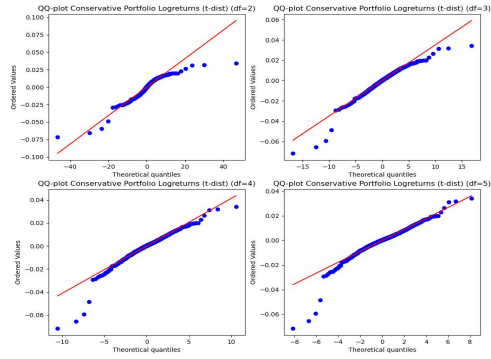 QQ-plot Conservative Portfolio Logreturns (t-dist) (df=2)
0.100
0.075
0.050
0.025
0.000
-0.025
-0.050
-0.075
-0.100
Ordered Values
-40 -20 0 20 40
Theoretical quantiles
QQ-plot Conservative Portfolio Logreturns (t-dist) (df=3)
0.06
0.04
0.02
0.00
-0.02
-0.04
-0.06
Ordered Values
-15 -10 -5 0 5 10 15
Theoretical quantiles
QQ-plot Conservative Portfolio Logreturns (t-dist) (df=4)
0.04
0.02
0.00
-0.02
-0.04
-0.06
Ordered Values
-10 -5 0 5 10
Theoretical quantiles
QQ-plot Conservative Portfolio Logreturns (t-dist) (df=5)
0.04
0.02
0.00
-0.02
-0.04
-0.06
Ordered Values
-8 -6 -4 -2 0 2 4 6 8
Theoretical quantiles